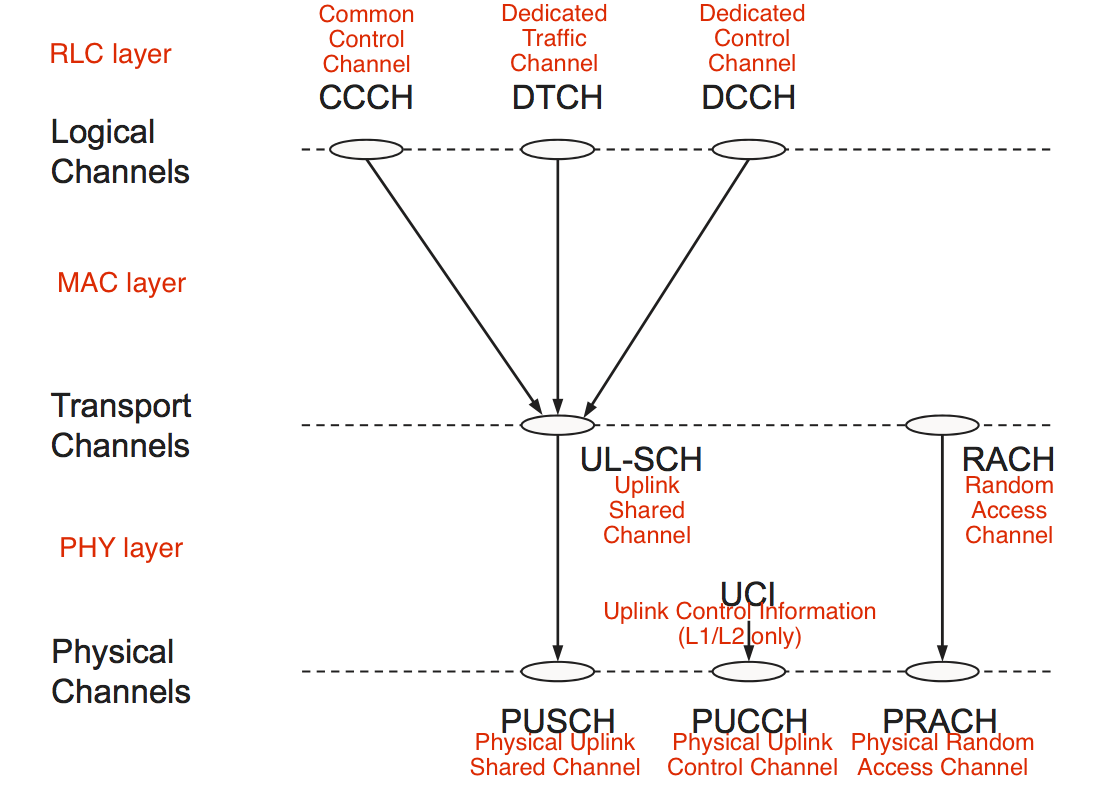 Common
Control
Channel
CCCH
Dedicated
Traffic
Channel
DTCH
Dedicated
Control
Channel
DCCH
RLC layer
Logical
Channels
MAC layer
Transport
Channels
UL-SCH
Uplink
Shared
Channel
RACH
Random
Access
Channel
PHY layer
UCI
Uplink Control Information
(L1/L2 only)
Physical
Channels
PUSCH
Physical Uplink
Shared Channel
PUCCH
Physical Uplink
Control Channel
PRACH
Physical Random
Access Channel